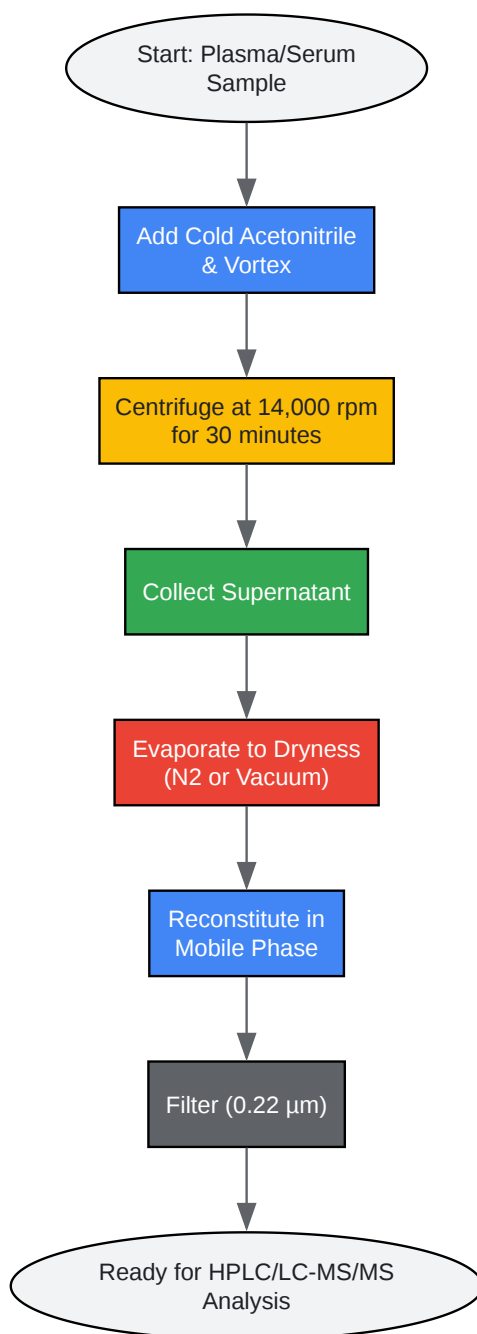 Start: Plasma/Serum
Sample
Add Cold Acetonitrile
& Vortex
Centrifuge at 14,000 rpm
for 30 minutes
Collect Supernatant
Evaporate to Dryness
(N2 or Vacuum)
Reconstitute in
Mobile Phase
Filter (0.22 µm)
Ready for HPLC/LC-MS/MS
Analysis